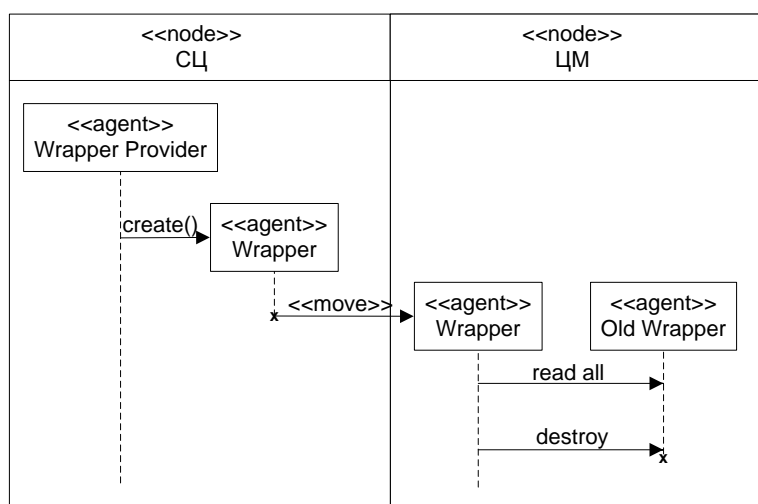 <<node>>
СЦ
<<node>>
ЦМ
<<agent>>
Wrapper Provider
create()
<<agent>>
Wrapper
<<move>>
x
<<agent>>
Wrapper
<<agent>>
Old Wrapper
read all
destroy
x